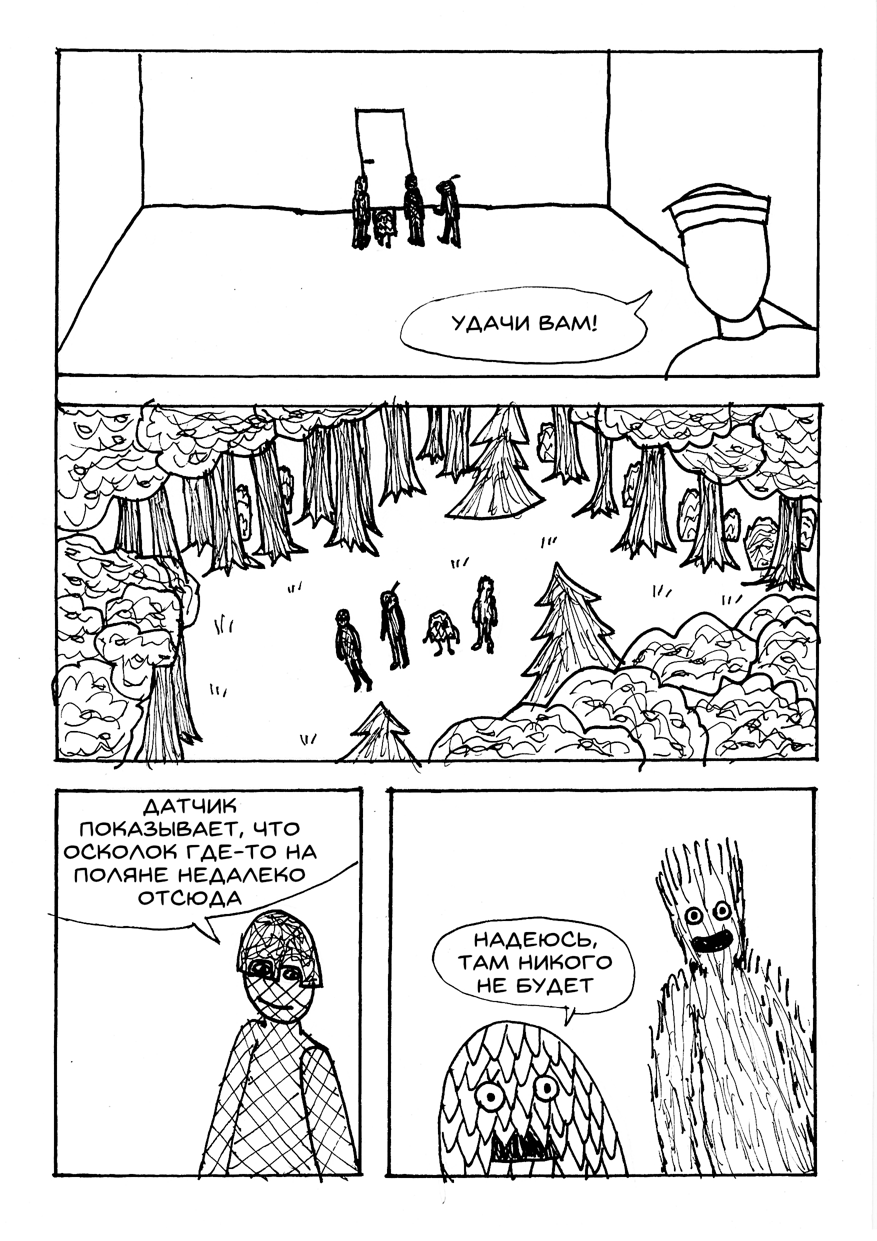 УДАЧИ ВАМ!
ДАТЧИК
ПОКАЗЫВАЕТ, ЧТО
ОСКОЛОК ГДЕ-ТО НА
ПОЛЯНЕ НЕДАЛЕКО
ОТСЮДА
НАДЕЮСЬ,
ТАМ НИКОГО
НЕ БУДЕТ